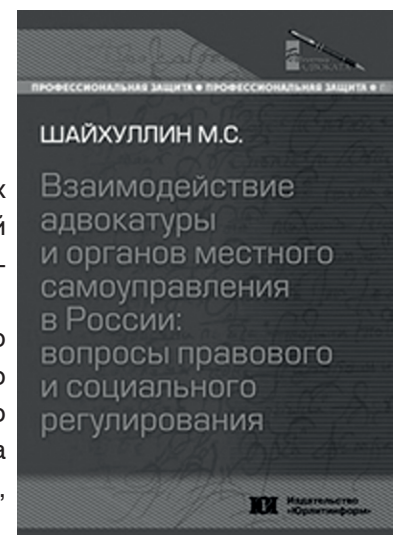 ПРОФЕССИОНАЛЬНАЯ ЗАЩИТА • ПРОФЕССИОНАЛЬНАЯ ЗАЩИТА • П
ШАЙХУЛЛИН М.С.
Взаимодействие
адвокатуры
и органов местного
самоуправления
в России:
вопросы правового
и социального
регулирования
Издательство
«Юрлитинформ»
х
й
-
о
о
о
а
,